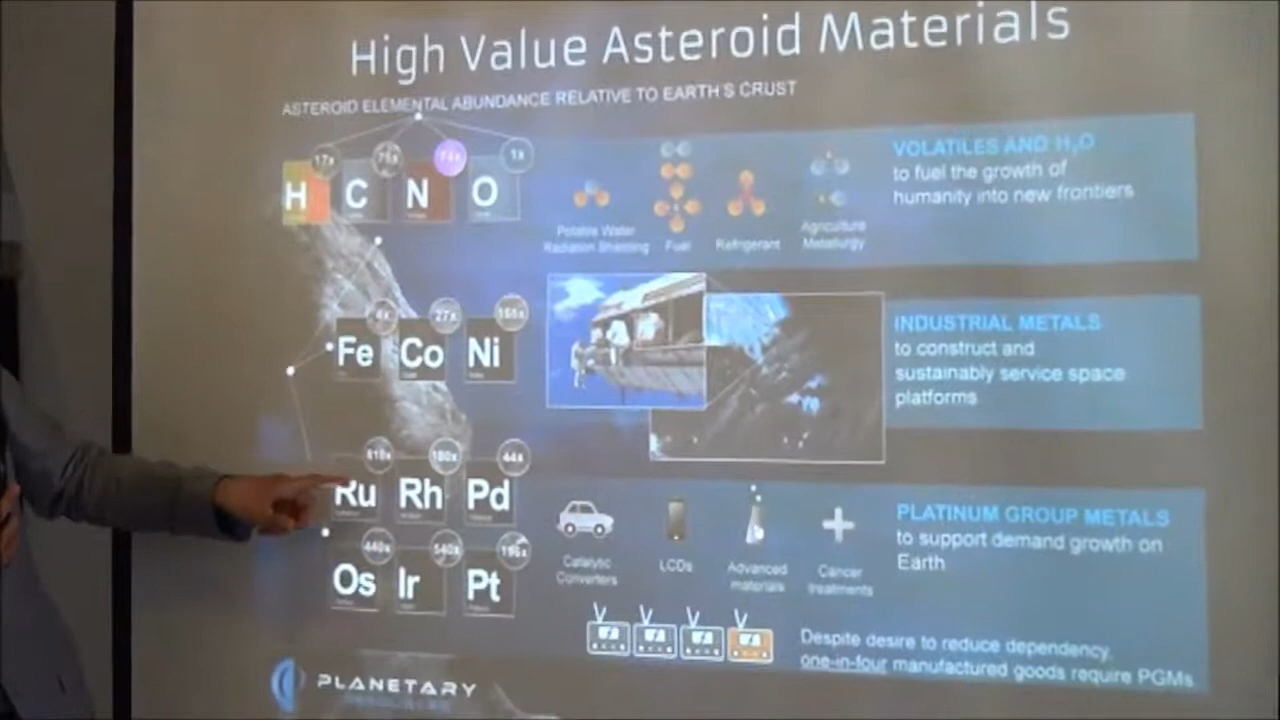 High Value Asteroid Materials
ASTEROID ELEMENTAL ABUNDANCE RELATIVE TO EARTH'S CRUST
17x 1x
H C N O
Potable Water
Radiation Shielding
Fuel
Refrigerant
Agriculture
Metallurgy
VOLATILES AND H₂O
to fuel the growth of
humanity into new frontiers
27x
Fe Co Ni
INDUSTRIAL METALS
to construct and
sustainably service space
platforms
180x 44x
Ru Rh Pd
440x 540x 196x
Os Ir Pt
Catalytic
Converters
LCDs
Advanced
materials
Cancer
treatments
PLATINUM GROUP METALS
to support demand growth on
Earth
Despite desire to reduce dependency,
one-in-four manufactured goods require PGMs
PLANETARY